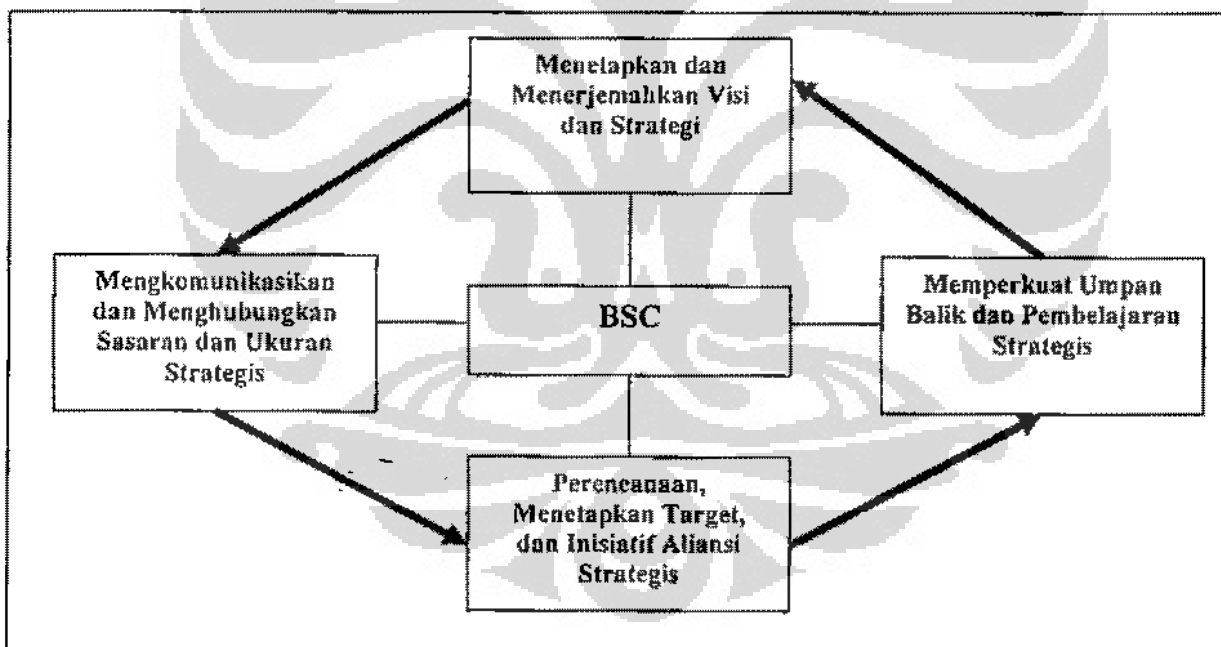 Menetapkan dan
Menerjemahkan Visi
dan Strategi
Mengkomunikasikan
dan Menghubungkan
Sasaran dan Ukuran
Strategis
BSC
Memperkuat Umpan
Balik dan Pembelajaran
Strategis
Perencanaan,
Menetapkan Target,
dan Inisiatif Aliansi
Strategis